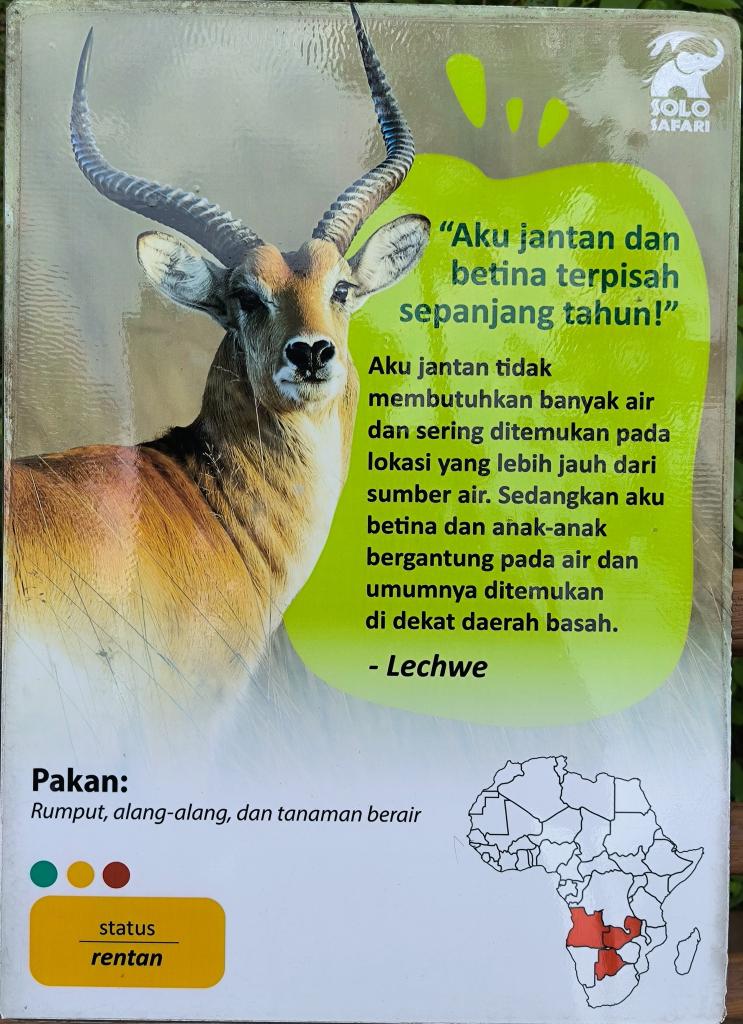 SOLO
SAFARI
“Aku jantan dan
betina terpisah
sepanjang tahun!”
Aku jantan tidak
membutuhkan banyak air
dan sering ditemukan pada
lokasi yang lebih jauh dari
sumber air. Sedangkan aku
betina dan anak-anak
bergantung pada air dan
umumnya ditemukan
di dekat daerah basah.
- Lechwe
Pakan:
Rumput, alang-alang, dan tanaman berair
status
rentan